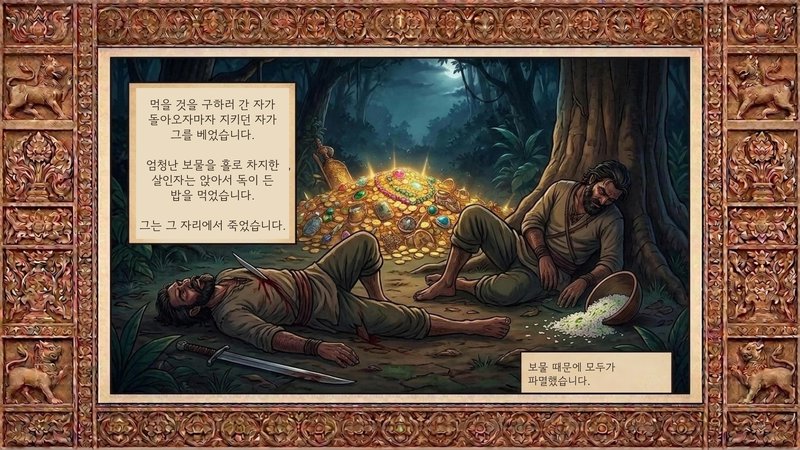 먹을 것을 구하러 간 자가
돌아오자마자 지키던 자가
그를 베었습니다.
엄청난 보물을 홀로 차지한
살인자는 앉아서 독이 든
밥을 먹었습니다.
그는 그 자리에서 죽었습니다.
보물 때문에 모두가
파멸했습니다.